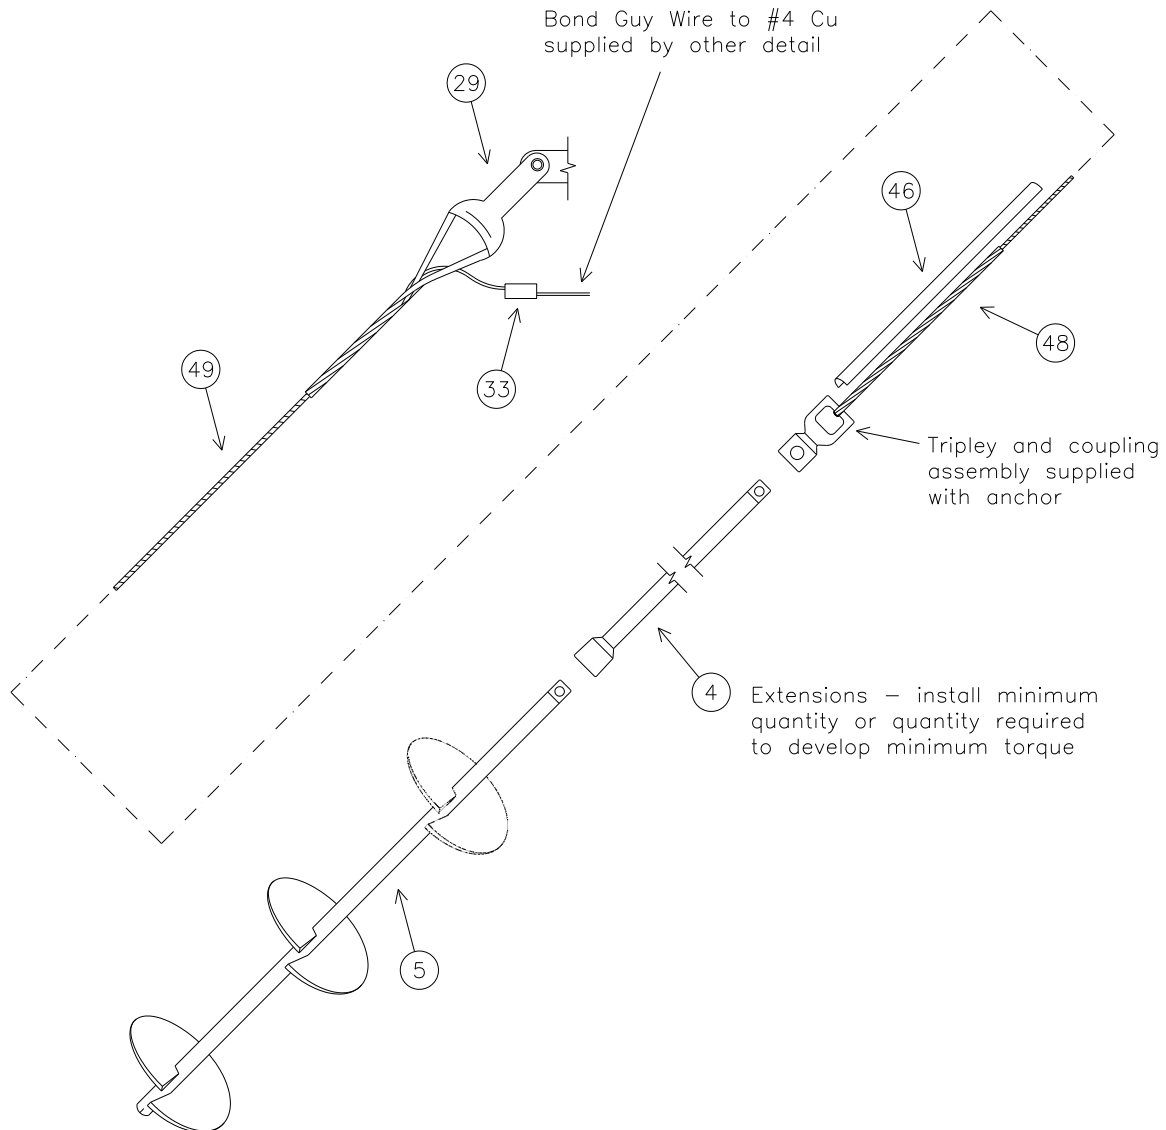 Bond Guy Wire to #4 Cu
supplied by other detail
29
46
48
49
33
Tripley and coupling
assembly supplied
with anchor
4
Extensions – install minimum
quantity or quantity required
to develop minimum torque
5